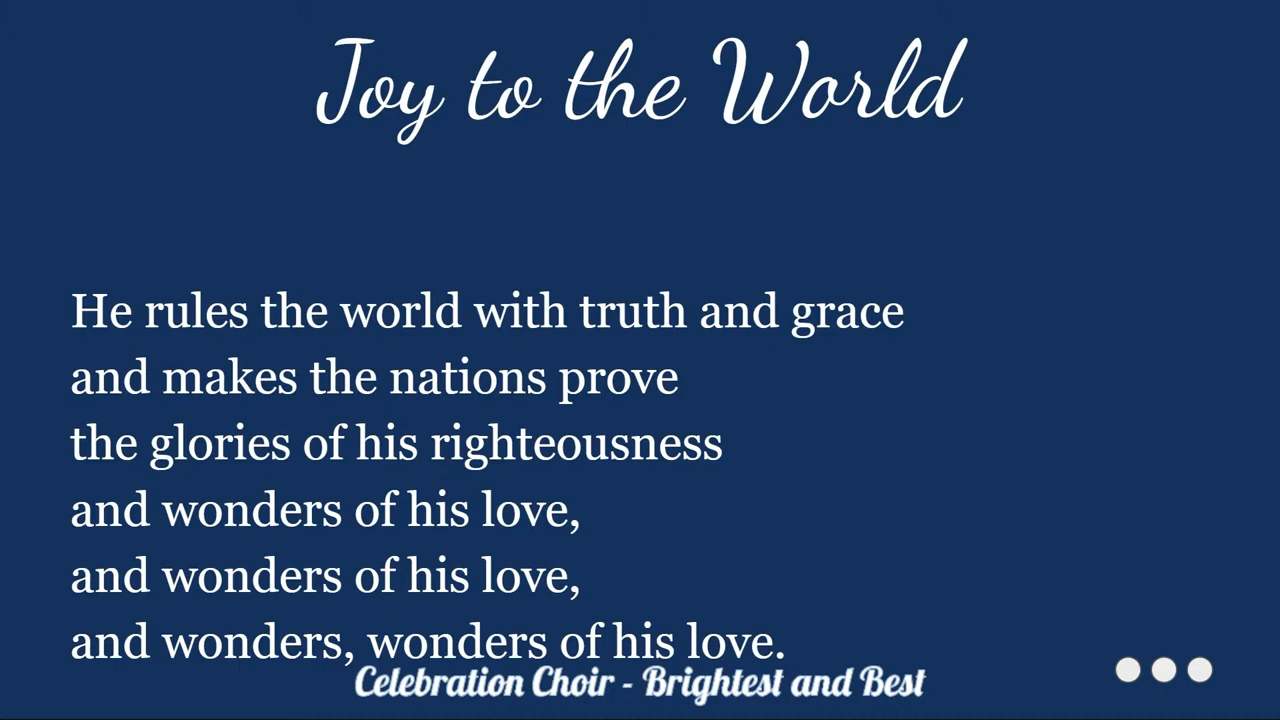 Joy to the World
He rules the world with truth and grace
and makes the nations prove
the glories of his righteousness
and wonders of his love,
and wonders of his love,
and wonders, wonders of his love.
Celebration Choir - Brightest and Best